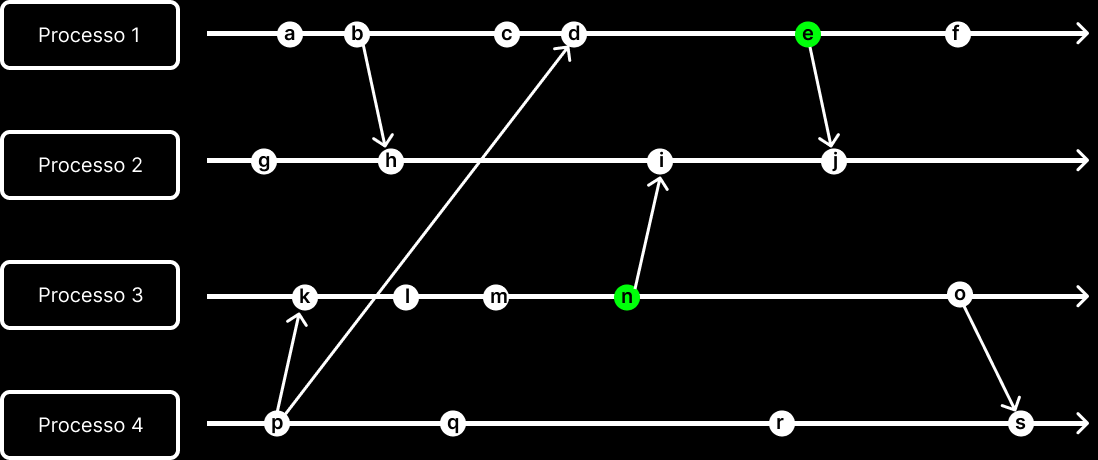 Processo 1 a b c d e f
Processo 2 g h i j
Processo 3 k l m n o
Processo 4 p q r s